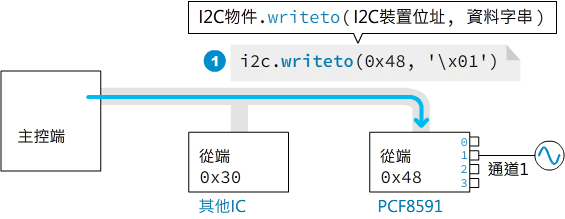 I2C物件.writeto(I2C裝置位址, 資料字串)
1 i2c.writeto(0x48, '\x01')
主控端
從端
0x30
其他IC
從端
0x48
PCF8591
0
1
2
3
通道1